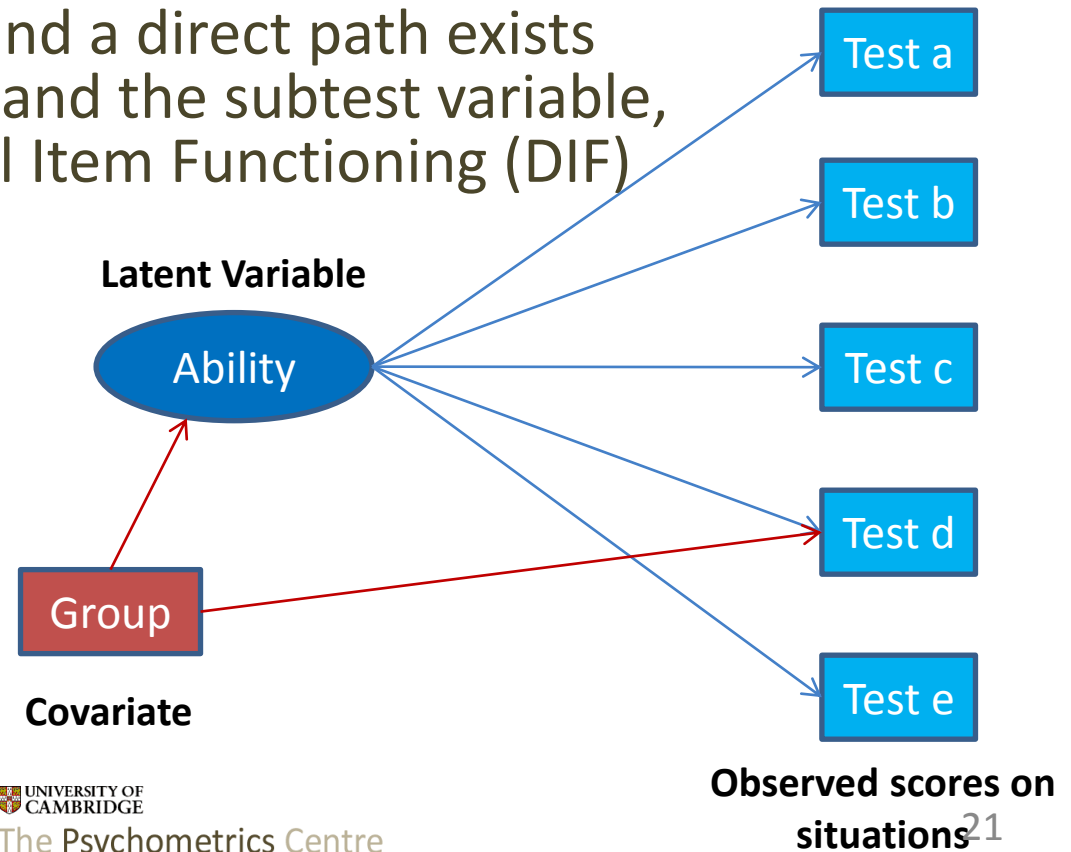 nd a direct path exists
and the subtest variable,
l Item Functioning (DIF)
Test a
Test b
Latent Variable
Ability
Test c
Test d
Group
Test e
Covariate
Observed scores on
situations
21
UNIVERSITY OF
CAMBRIDGE
The Psychometrics Centre